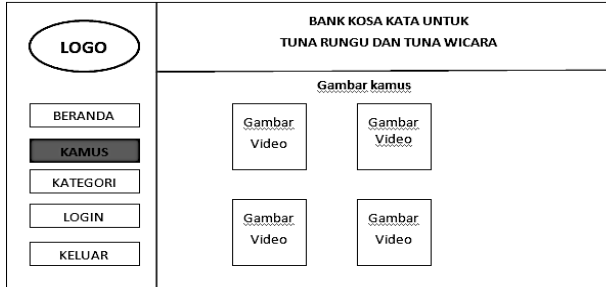 LOGO
BANK KOSA KATA UNTUK
TUNA RUNGU DAN TUNA WICARA
BERANDA
KAMUS
KATEGORI
LOGIN
KELUAR
Gambar kamus
Gambar
Video
Gambar
Video
Gambar
Video
Gambar
Video